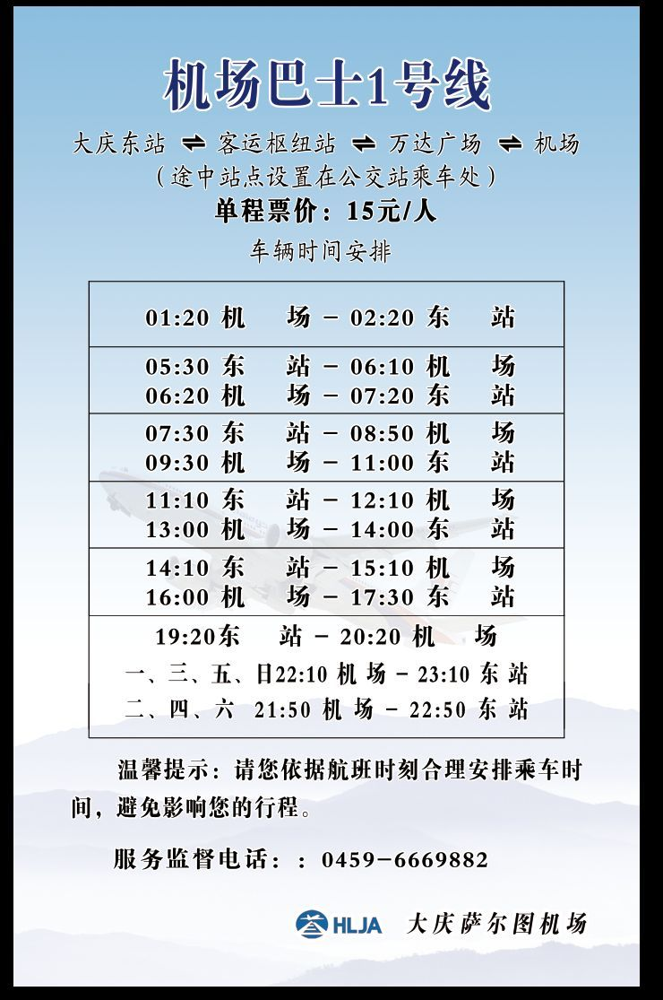 机场巴士1号线
大庆东站 ⇌ 客运枢纽站 ⇌ 万达广场 ⇌ 机场
（途中站点设置在公交站乘车处）
单程票价：15元/人
车辆时间安排
01:20 机 场 – 02:20 东 站
05:30 东 站 – 06:10 机 场
06:20 机 场 – 07:20 东 站
07:30 东 站 – 08:50 机 场
09:30 机 场 – 11:00 东 站
11:10 东 站 – 12:10 机 场
13:00 机 场 – 14:00 东 站
14:10 东 站 – 15:10 机 场
16:00 机 场 – 17:30 东 站
19:20东 站 – 20:20 机 场
一、三、五、日22:10 机 场 – 23:10 东 站
二、四、六 21:50 机 场 – 22:50 东 站
温馨提示：请您依据航班时刻合理安排乘车时
间，避免影响您的行程。
服务监督电话：：0459-6669882
HLJA 大庆萨尔图机场